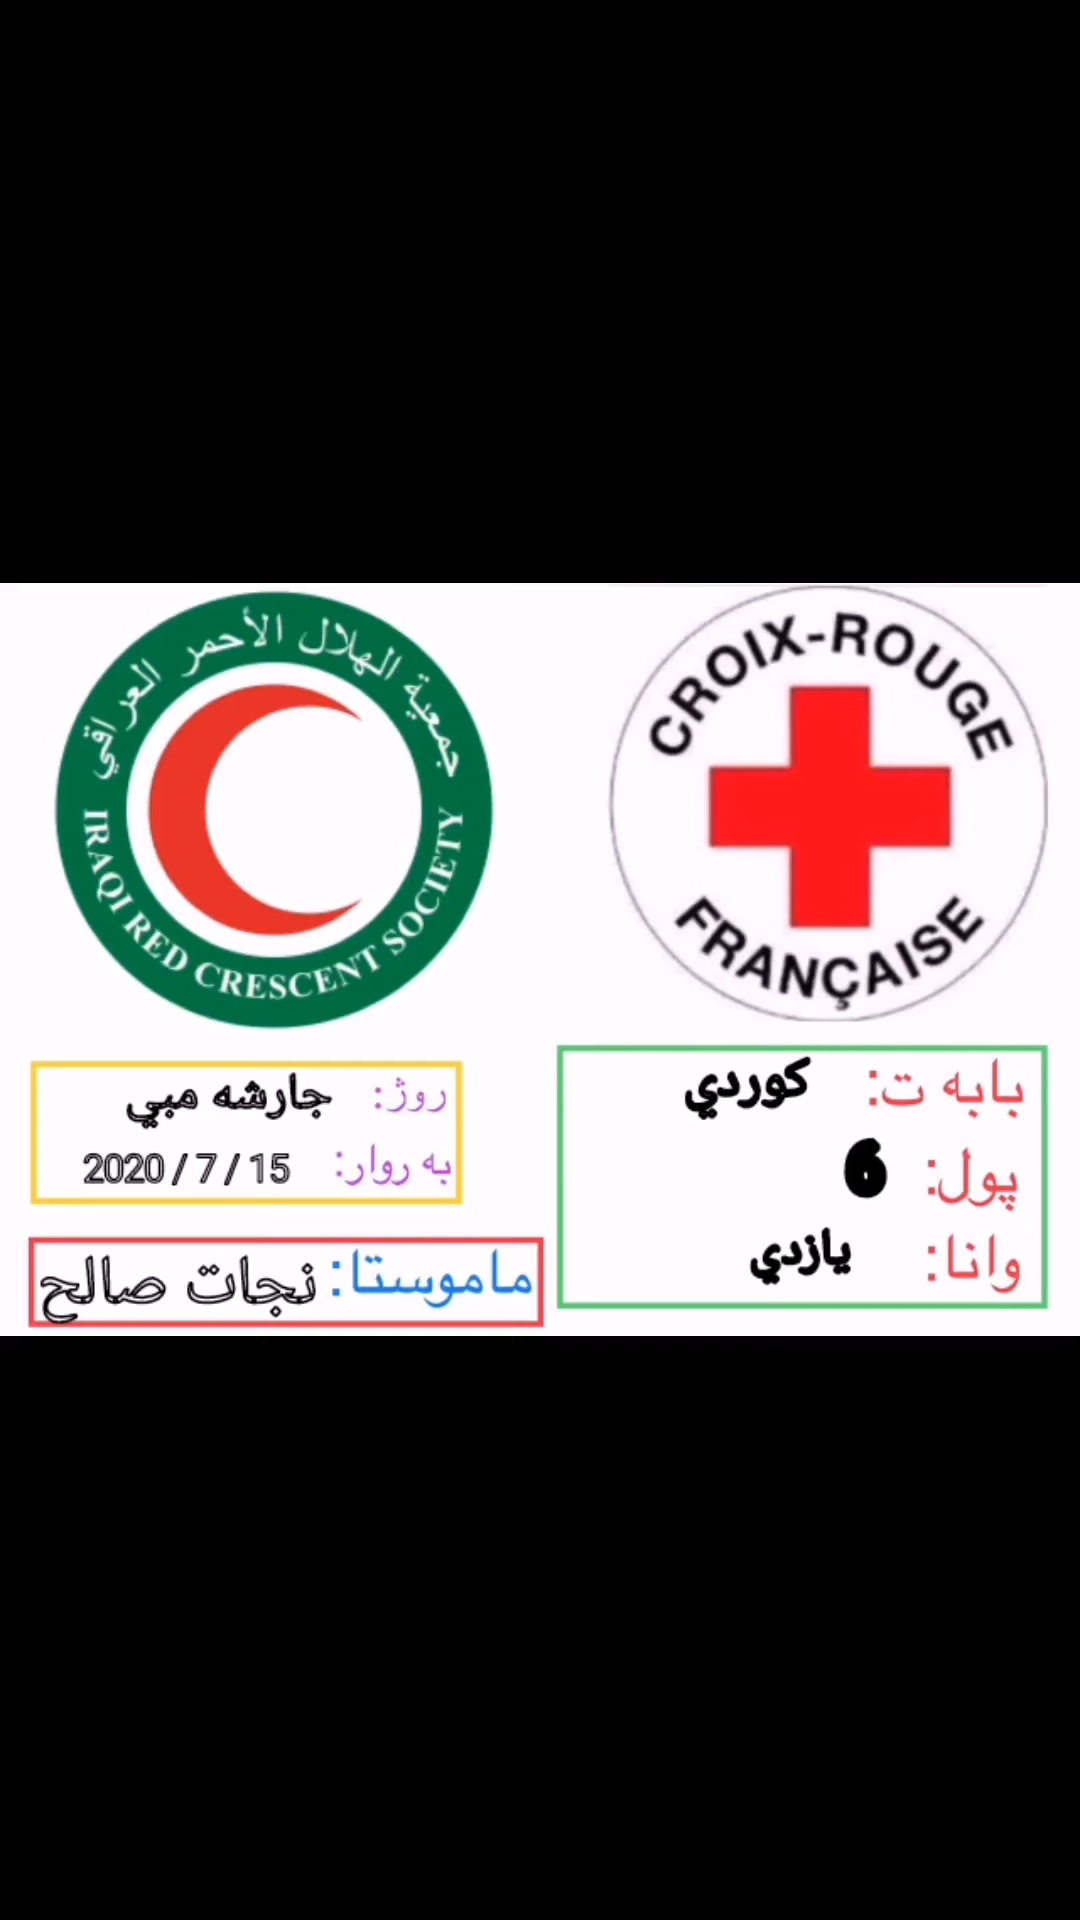 جمعية الهلال الأحمر العراقي
IRAQI RED CRESCENT SOCIETY
CROIX-ROUGE
FRANÇAISE
بابه ت: كوردي
پول: 6
وانا: يازدي
روژ: جارشه مبي
به روار: 15 / 7 / 2020
ماموستا: نجات صالح